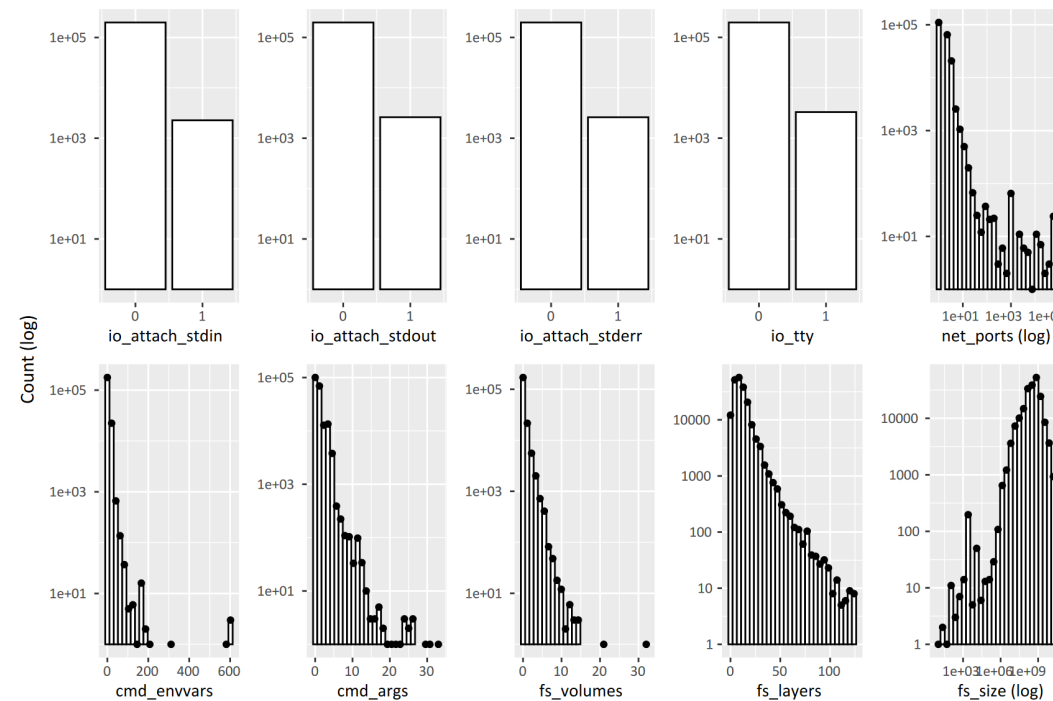 1e+05
1e+03
1e+01
0 1
io_attach_stdin
1e+05
1e+03
1e+01
0 1
io_attach_stdout
1e+05
1e+03
1e+01
0 1
io_attach_stderr
1e+05
1e+03
1e+01
0 1
io_tty
1e+05
1e+03
1e+01
1e+01 1e+03
net_ports (log)
Count (log)
1e+05
1e+03
1e+01
0 200 400 600
cmd_envvars
1e+05
1e+03
1e+01
0 10 20 30
cmd_args
1e+05
1e+03
1e+01
0 10 20 30
fs_volumes
10000
1000
100
10
1
0 50 100
fs_layers
10000
1000
100
10
1
1e+03 1e+06 1e+09
fs_size (log)